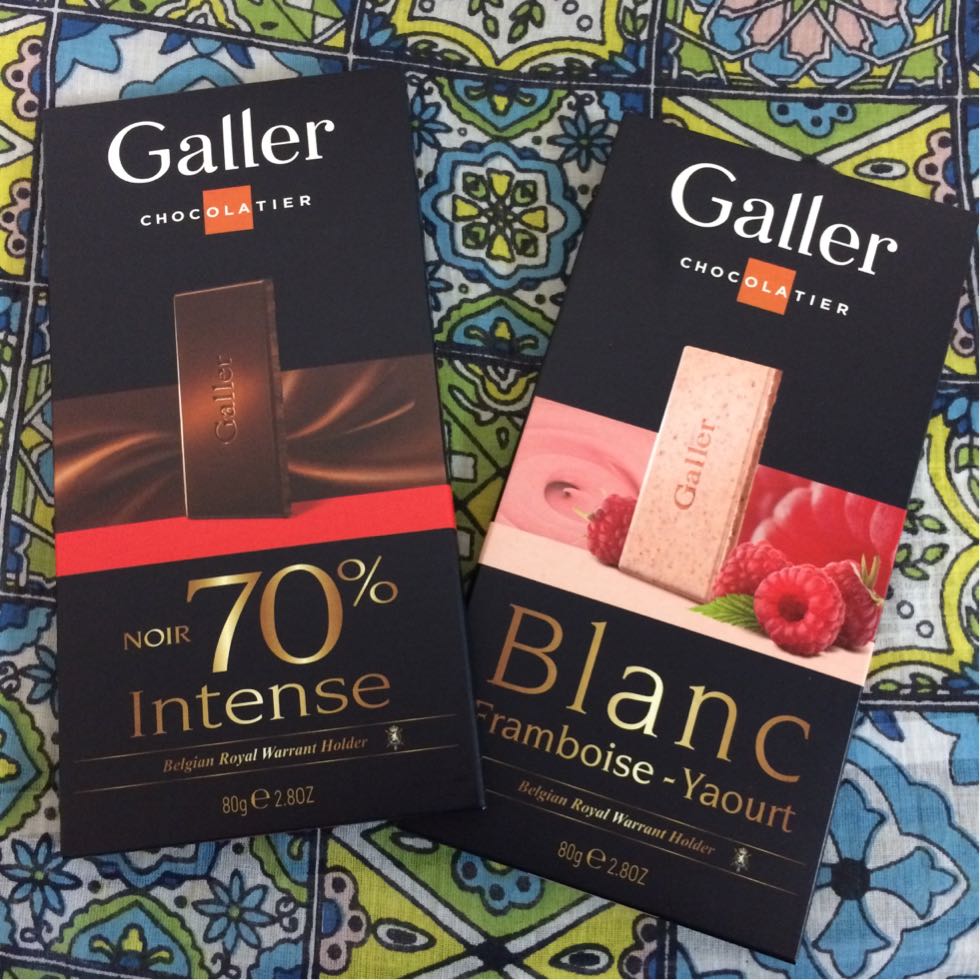 Galler
CHOCOLATIER
Galler
NOIR 70%
Intense
Belgian Royal Warrant Holder
80g e 2.8OZ
Galler
CHOCOLATIER
Galler
Blanc
Framboise - Yaourt
Belgian Royal Warrant Holder
80g e 2.8OZ